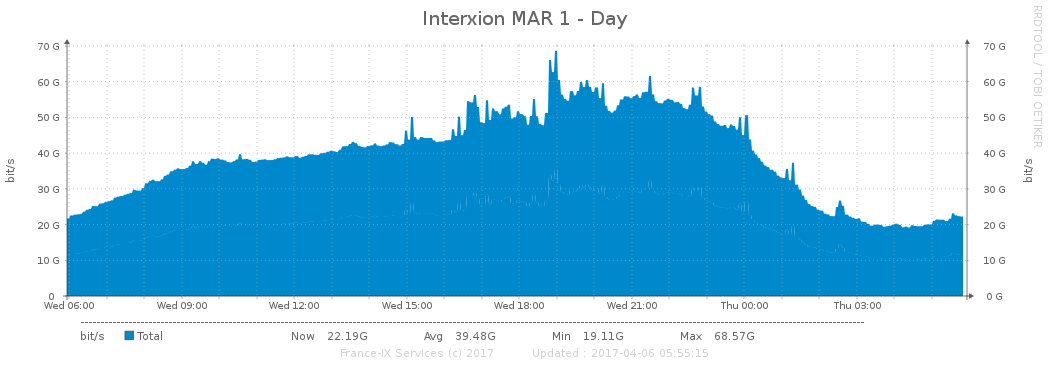 Interxion MAR 1 - Day
RRDTOOL / TOBI OETIKER
70 G 70 G
60 G 60 G
50 G 50 G
40 G 40 G
30 G 30 G
20 G 20 G
10 G 10 G
0 0 G
bit/s bit/s
Wed 06:00 Wed 09:00 Wed 12:00 Wed 15:00 Wed 18:00 Wed 21:00 Thu 00:00 Thu 03:00
bit/s Total Now 22.19G Avg 39.48G Min 19.11G Max 68.57G
France-IX Services (c) 2017 Updated : 2017-04-06 05:55:15